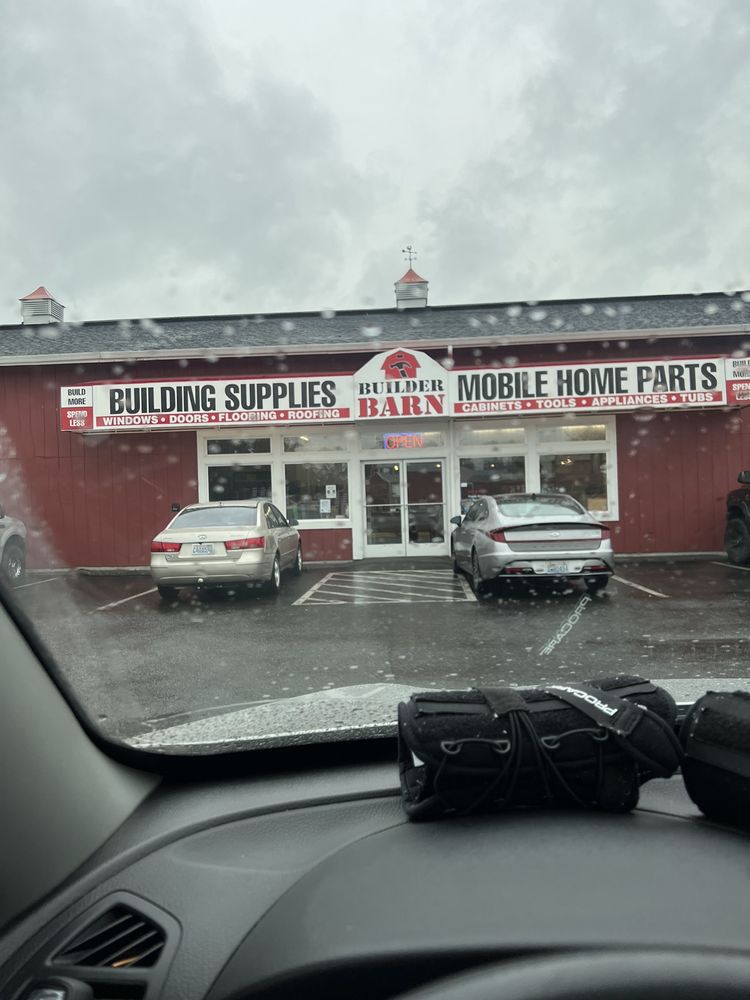 BUILD
MORE
SPEND
LESS
BUILDING SUPPLIES
WINDOWS • DOORS • FLOORING • ROOFING
BUILDER
BARN
MOBILE HOME PARTS
CABINETS • TOOLS • APPLIANCES • TUBS
OPEN
PROCARE
PROCARE